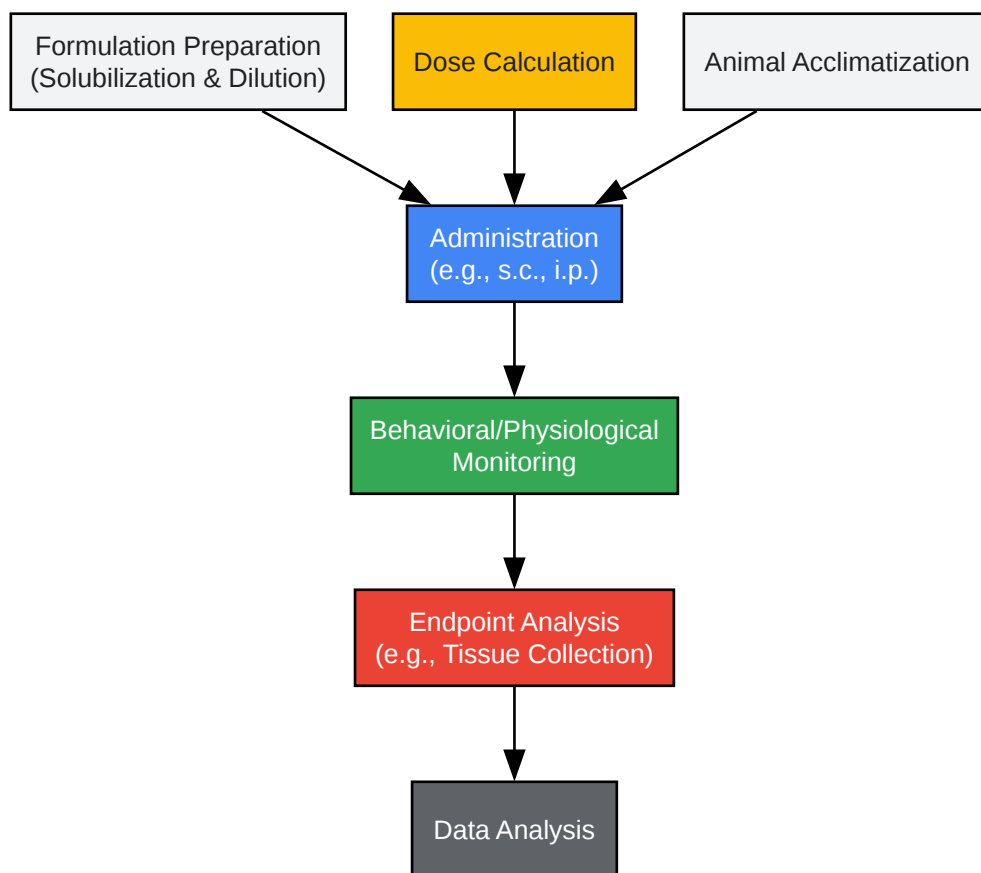 Formulation Preparation
(Solubilization & Dilution)
Dose Calculation
Animal Acclimatization
Administration
(e.g., s.c., i.p.)
Behavioral/Physiological
Monitoring
Endpoint Analysis
(e.g., Tissue Collection)
Data Analysis